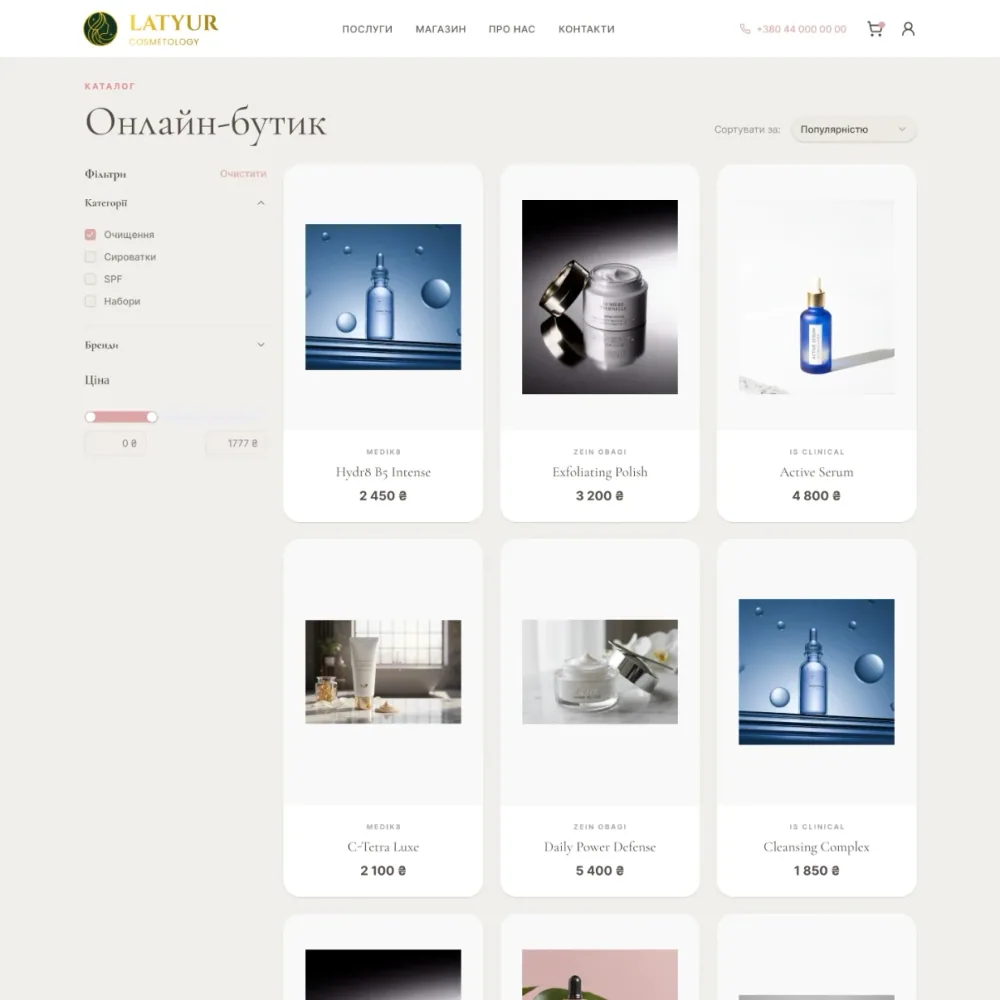 LATYUR
COSMETOLOGY
ПОСЛУГИ
МАГАЗИН
ПРО НАС
КОНТАКТИ
+380 44 000 00 00
КАТАЛОГ
Онлайн-бутик
Сортувати за:
Популярністю
Фільтри
Очистити
Категорії
Очищення
Сироватки
SPF
Набори
Бренди
Ціна
0 ₴
1777 ₴
MEDIK8
Hydr8 B5 Intense
2 450 ₴
ZEIN OBAGI
Exfoliating Polish
3 200 ₴
ACTIVE SERUM
IS CLINICAL
Active Serum
4 800 ₴
MEDIK8
C-Tetra Luxe
2 100 ₴
ZEIN OBAGI
Daily Power Defense
5 400 ₴
IS CLINICAL
Cleansing Complex
1 850 ₴